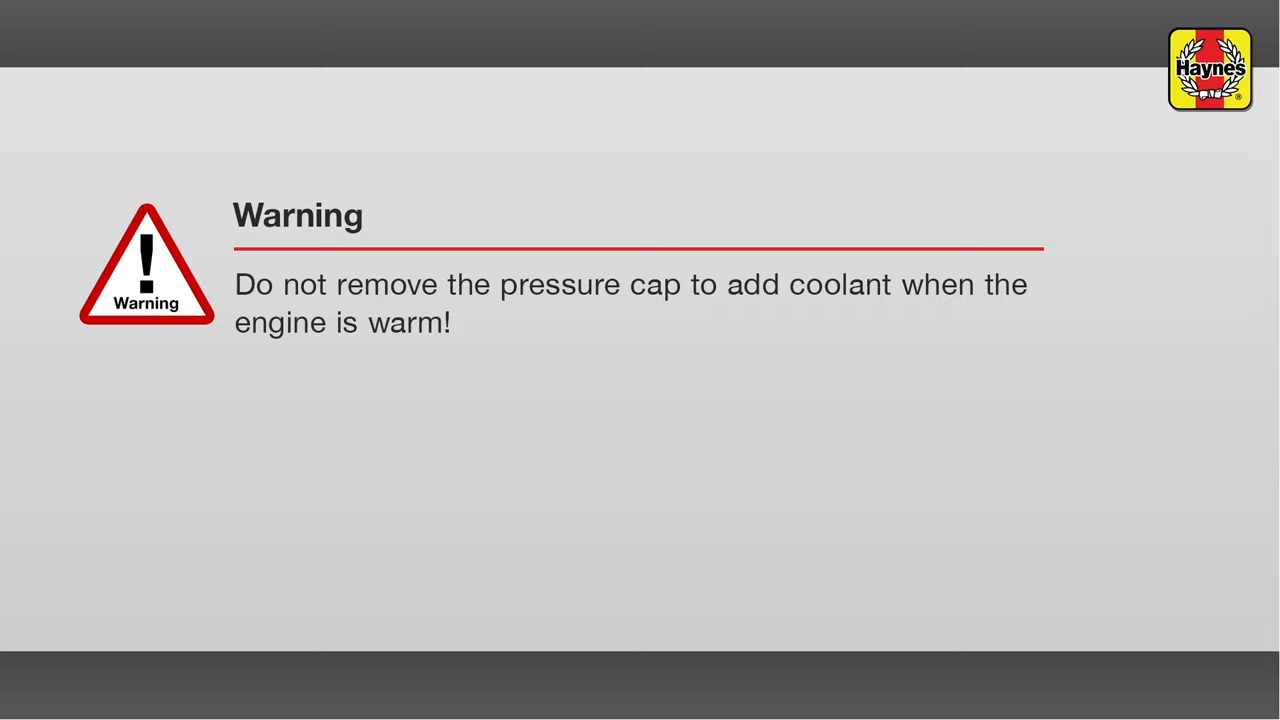 Haynes
®
Warning
Warning
Do not remove the pressure cap to add coolant when the
engine is warm!